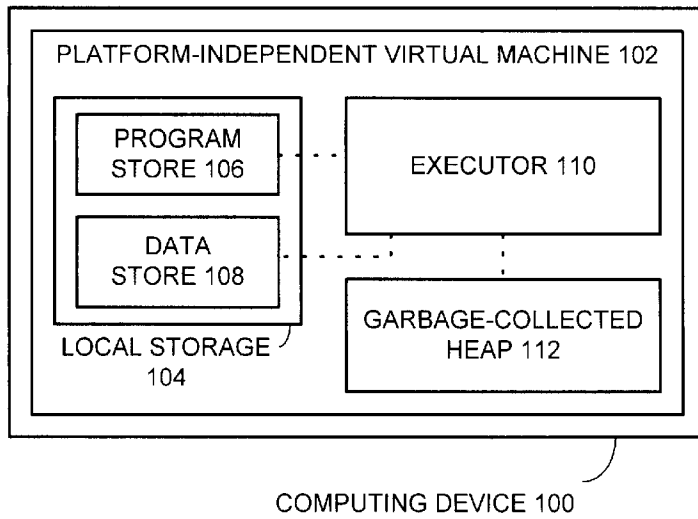 PLATFORM-INDEPENDENT VIRTUAL MACHINE 102
PROGRAM
STORE 106
EXECUTOR 110
DATA
STORE 108
GARBAGE-COLLECTED
HEAP 112
LOCAL STORAGE
104
COMPUTING DEVICE 100